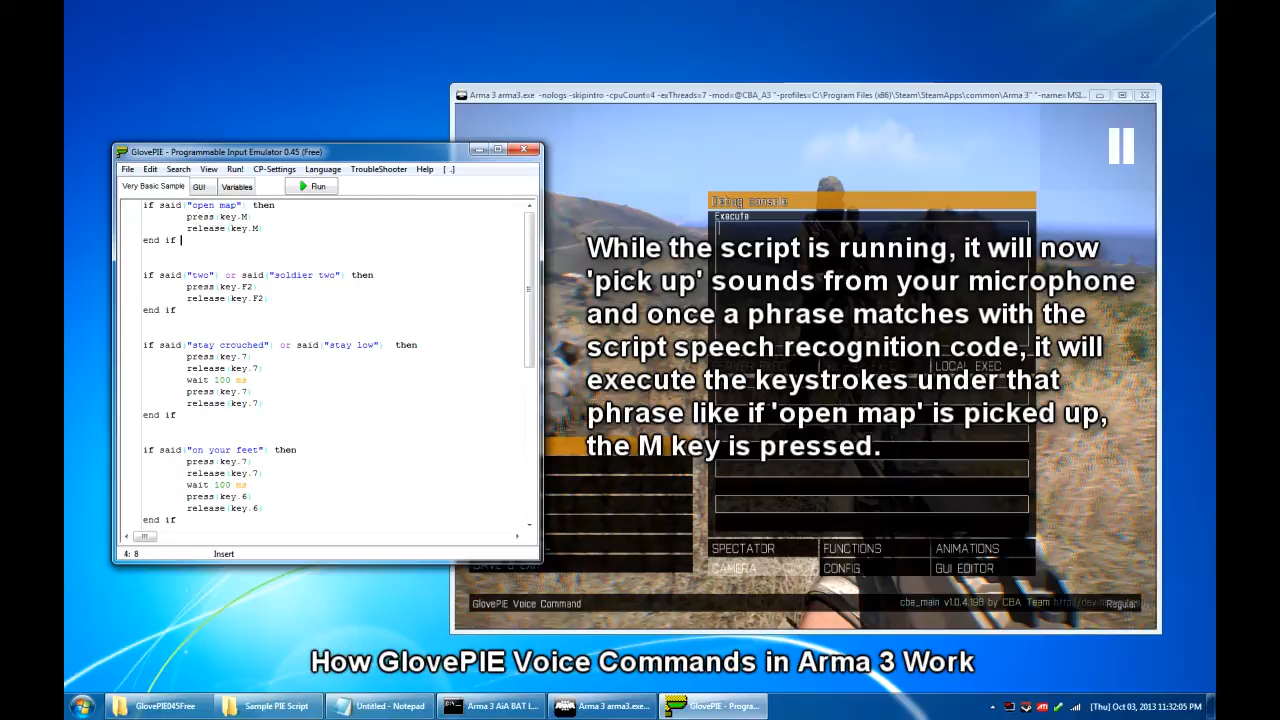 Arma 3 arma3.exe -nologs -skipintro -cpuCount=4 -exThreads=7 -mod=@CBA_A3 "-profiles=C:\Program Files (x86)\Steam\SteamApps\common\Arma 3" "-name=MSI...
GlovePIE - Programmable Input Emulator 0.45 (Free)
File Edit Search View Run! CP-Settings Language TroubleShooter Help [ .]
Very Basic Sample GUI Variables Run
if said("open map") then
press(key.M)
release(key.M)
end if
if said("two") or said("soldier two") then
press(key.F2)
release(key.F2)
end if
if said("stay crouched") or said("stay low") then
press(key.7)
release(key.7)
wait 100 ms
press(key.7)
release(key.7)
end if
if said("on your feet") then
press(key.7)
release(key.7)
wait 100 ms
press(key.6)
release(key.6)
end if
4: 8 Insert
Debug console
Execute
While the script is running, it will now
'pick up' sounds from your microphone
and once a phrase matches with the
script speech recognition code, it will
LOCAL EXEC
execute the keystrokes under that
phrase like if 'open map' is picked up,
the M key is pressed.
SPECTATOR FUNCTIONS ANIMATIONS
CAMERA CONFIG GUI EDITOR
GlovePIE Voice Command
cba_main v1.0.4.196 by CBA Team
Regular
How GlovePIE Voice Commands in Arma 3 Work
GlovePIE045Free Sample PIE Script Untitled - Notepad Arma 3 AiA BAT L... Arma 3 arma3.exe... GlovePIE - Progra... [Thu] Oct 03, 2013 11:32:05 PM